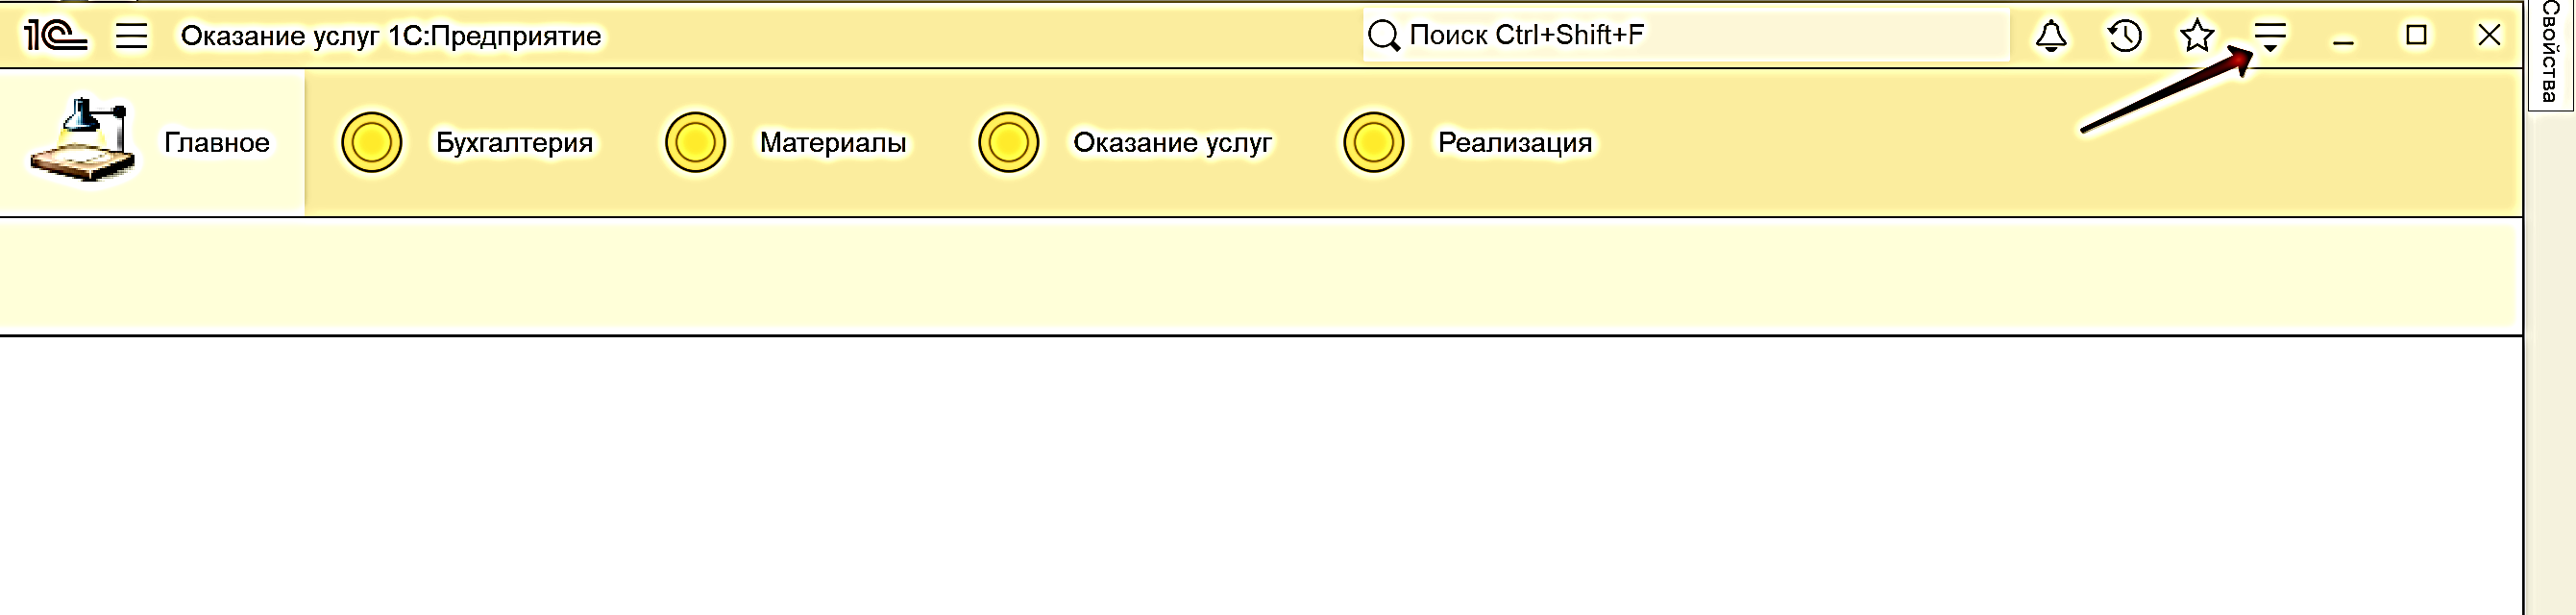 1С Оказание услуг 1С:Предприятие Поиск Ctrl+Shift+F
Свойства
Главное Бухгалтерия Материалы Оказание услуг Реализация